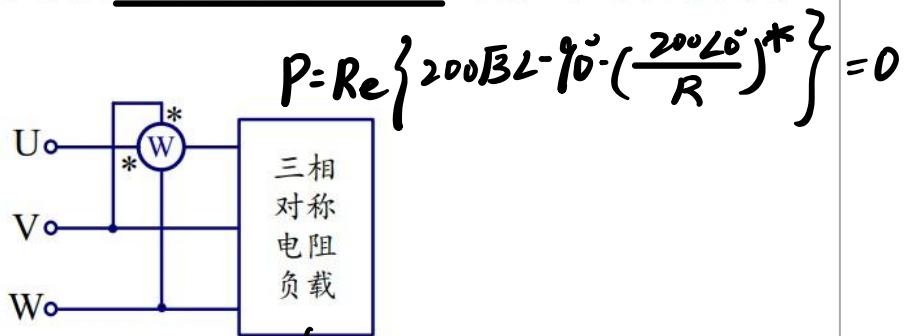 P=Re{200√3∠-90°·(200∠0°/R)*}=0
*
U W 三相
* 对称
V 电阻
负载
W